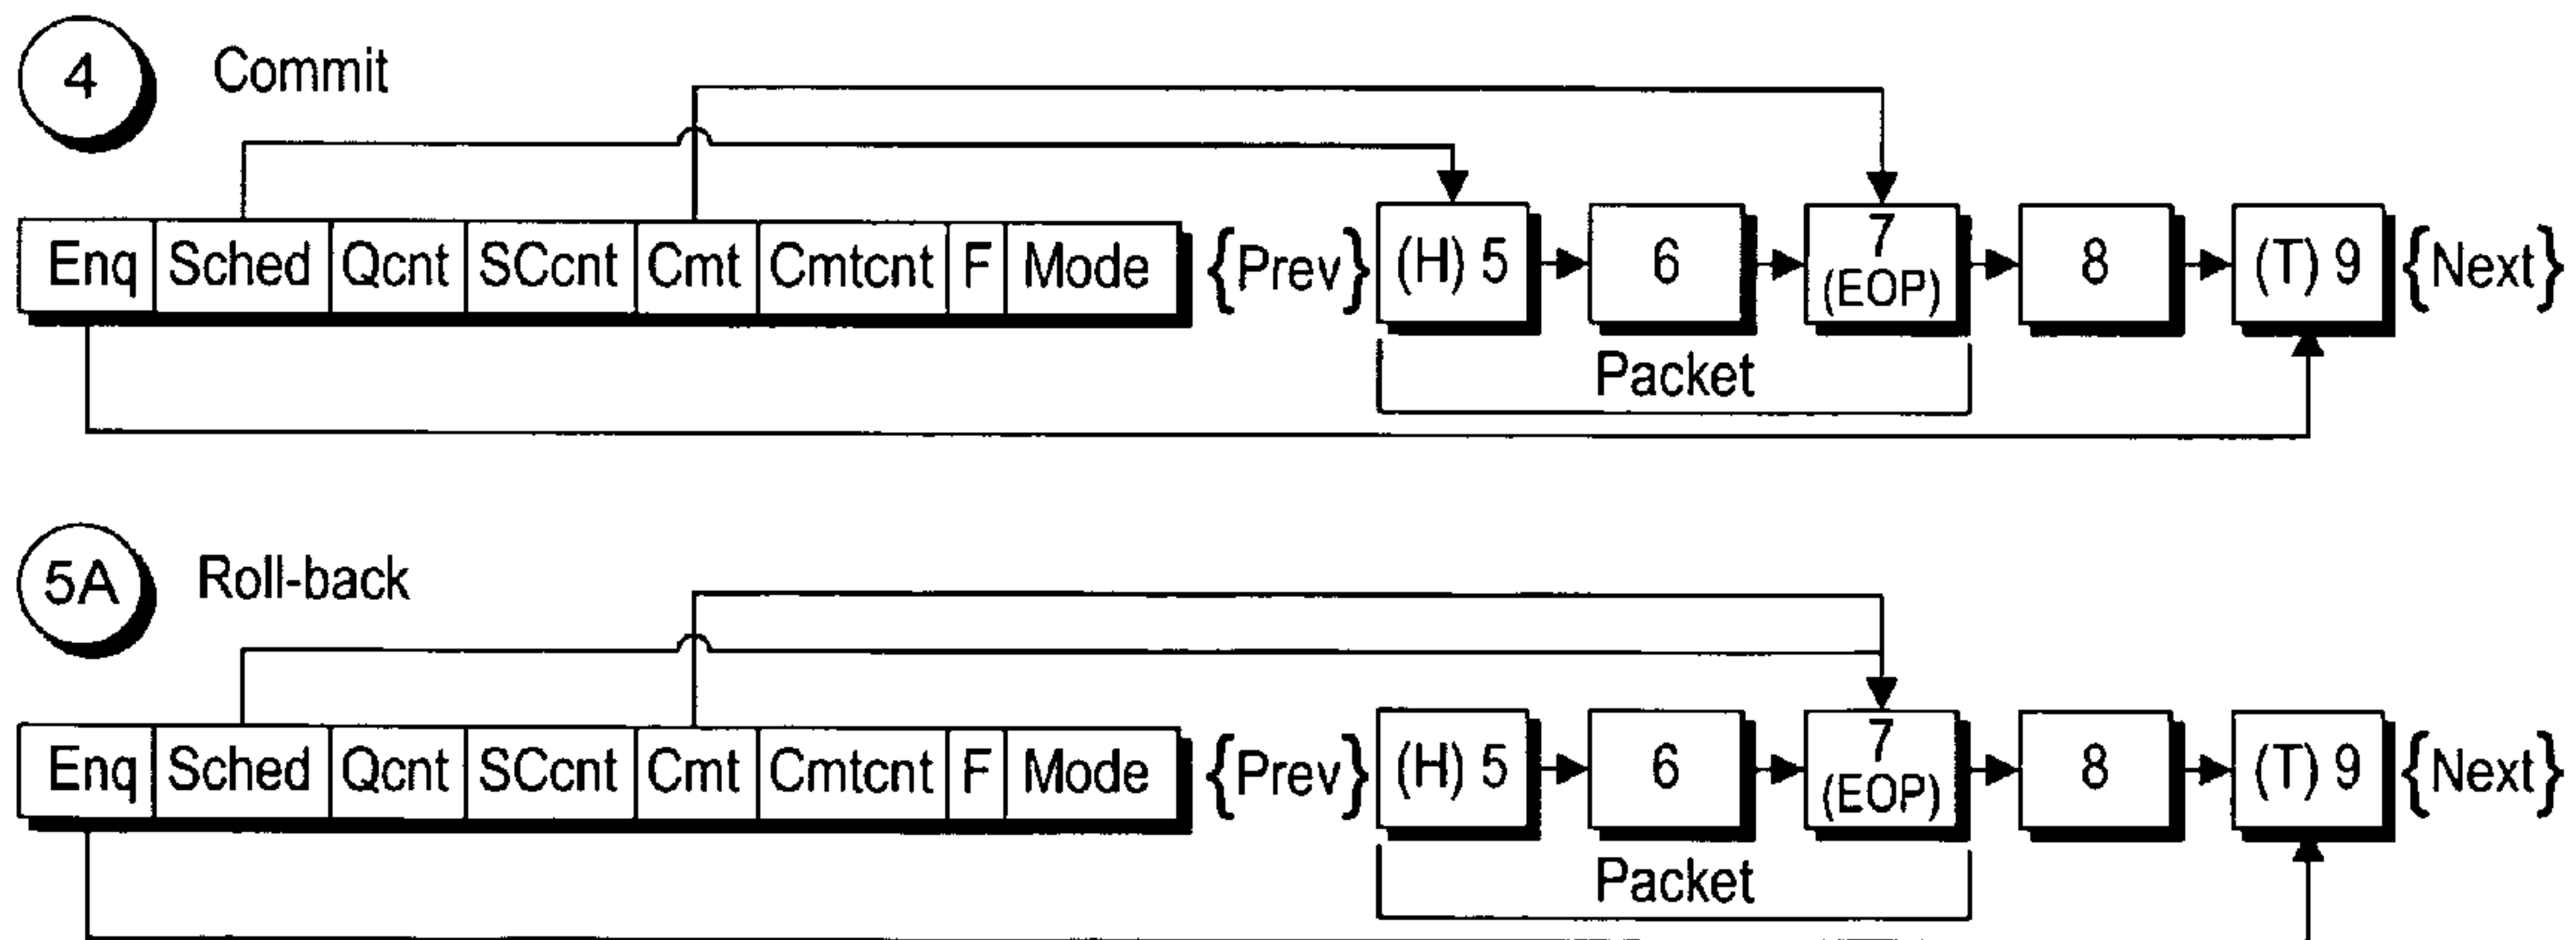 4 Commit
Enq Sched Qcnt SCcnt Cmt Cmtcnt F Mode {Prev} (H) 5 6 7 (EOP) 8 (T) 9 {Next}
Packet
5A Roll-back
Enq Sched Qcnt SCcnt Cmt Cmtcnt F Mode {Prev} (H) 5 6 7 (EOP) 8 (T) 9 {Next}
Packet